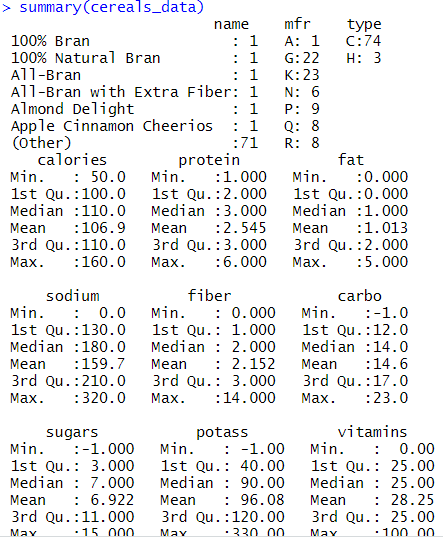 > summary(cereals_data)
name mfr type
100% Bran : 1 A: 1 C:74
100% Natural Bran : 1 G:22 H: 3
All-Bran : 1 K:23
All-Bran with Extra Fiber: 1 N: 6
Almond Delight : 1 P: 9
Apple Cinnamon Cheerios : 1 Q: 8
(Other) :71 R: 8
calories protein fat
Min. : 50.0 Min. :1.000 Min. :0.000
1st Qu.:100.0 1st Qu.:2.000 1st Qu.:0.000
Median :110.0 Median :3.000 Median :1.000
Mean :106.9 Mean :2.545 Mean :1.013
3rd Qu.:110.0 3rd Qu.:3.000 3rd Qu.:2.000
Max. :160.0 Max. :6.000 Max. :5.000
sodium fiber carbo
Min. : 0.0 Min. : 0.000 Min. :-1.0
1st Qu.:130.0 1st Qu.: 1.000 1st Qu.:12.0
Median :180.0 Median : 2.000 Median :14.0
Mean :159.7 Mean : 2.152 Mean :14.6
3rd Qu.:210.0 3rd Qu.: 3.000 3rd Qu.:17.0
Max. :320.0 Max. :14.000 Max. :23.0
sugars potass vitamins
Min. :-1.000 Min. : -1.00 Min. : 0.00
1st Qu.: 3.000 1st Qu.: 40.00 1st Qu.: 25.00
Median : 7.000 Median : 90.00 Median : 25.00
Mean : 6.922 Mean : 96.08 Mean : 28.25
3rd Qu.:11.000 3rd Qu.:120.00 3rd Qu.: 25.00
Max. :15.000 Max. :330.00 Max. :100.00